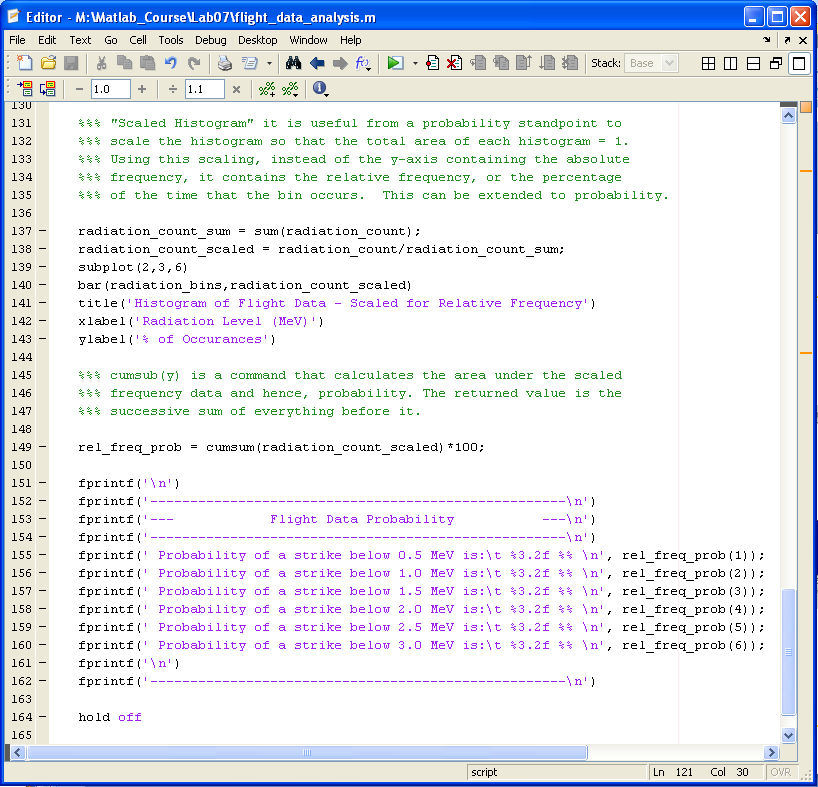 Editor - M:\Matlab_Course\Lab07\flight_data_analysis.m
File Edit Text Go Cell Tools Debug Desktop Window Help
Stack: Base
1.0 1.1
130
131 %%% "Scaled Histogram" it is useful from a probability standpoint to
132 %%% scale the histogram so that the total area of each histogram = 1.
133 %%% Using this scaling, instead of the y-axis containing the absolute
134 %%% frequency, it contains the relative frequency, or the percentage
135 %%% of the time that the bin occurs.  This can be extended to probability.
136
137 - radiation_count_sum = sum(radiation_count);
138 - radiation_count_scaled = radiation_count/radiation_count_sum;
139 - subplot(2,3,6)
140 - bar(radiation_bins,radiation_count_scaled)
141 - title('Histogram of Flight Data - Scaled for Relative Frequency')
142 - xlabel('Radiation Level (MeV)')
143 - ylabel('% of Occurances')
144
145 %%% cumsub(y) is a command that calculates the area under the scaled
146 %%% frequency data and hence, probability. The returned value is the
147 %%% successive sum of everything before it.
148
149 - rel_freq_prob = cumsum(radiation_count_scaled)*100;
150
151 - fprintf('\n')
152 - fprintf('----------------------------------------------------\n')
153 - fprintf('---            Flight Data Probability           ---\n')
154 - fprintf('----------------------------------------------------\n')
155 - fprintf(' Probability of a strike below 0.5 MeV is:\t %3.2f %% \n', rel_freq_prob(1));
156 - fprintf(' Probability of a strike below 1.0 MeV is:\t %3.2f %% \n', rel_freq_prob(2));
157 - fprintf(' Probability of a strike below 1.5 MeV is:\t %3.2f %% \n', rel_freq_prob(3));
158 - fprintf(' Probability of a strike below 2.0 MeV is:\t %3.2f %% \n', rel_freq_prob(4));
159 - fprintf(' Probability of a strike below 2.5 MeV is:\t %3.2f %% \n', rel_freq_prob(5));
160 - fprintf(' Probability of a strike below 3.0 MeV is:\t %3.2f %% \n', rel_freq_prob(6));
161 - fprintf('\n')
162 - fprintf('----------------------------------------------------\n')
163
164 - hold off
165
script Ln 121 Col 30 OVR